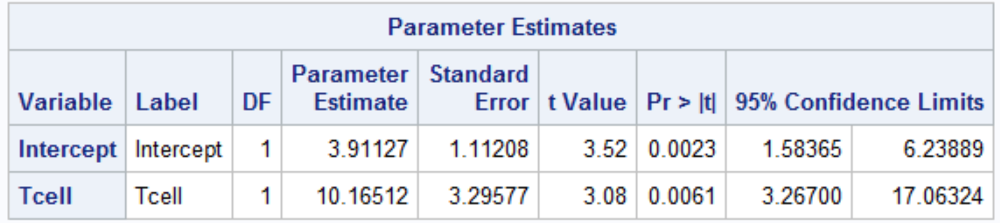 Parameter Estimates
Variable Label DF Parameter Estimate Standard Error t Value Pr > |t| 95% Confidence Limits
Intercept Intercept 1 3.91127 1.11208 3.52 0.0023 1.58365 6.23889
Tcell Tcell 1 10.16512 3.29577 3.08 0.0061 3.26700 17.06324